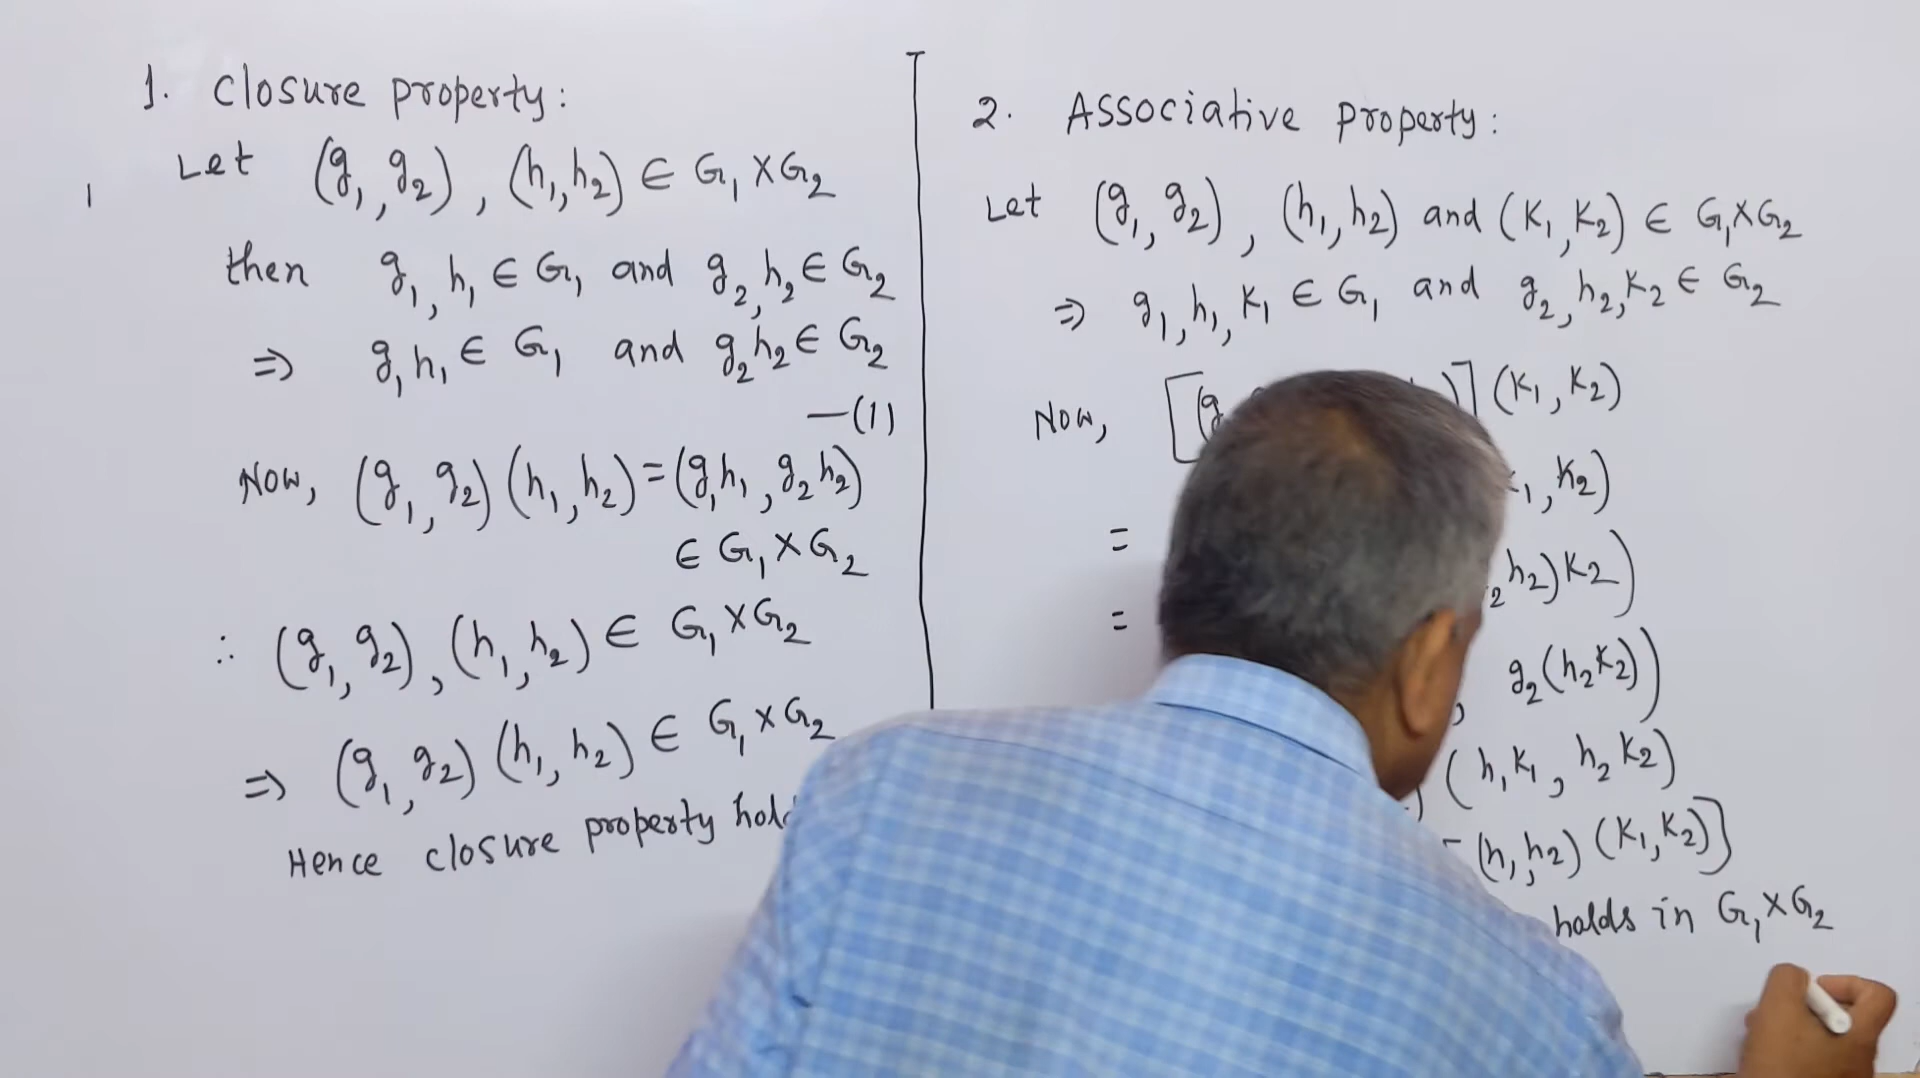 1. Closure property:
Let (g₁, g₂), (h₁, h₂) ∈ G₁ × G₂
then g₁, h₁ ∈ G₁ and g₂, h₂ ∈ G₂
⇒ g₁h₁ ∈ G₁ and g₂h₂ ∈ G₂
—(1)
Now, (g₁, g₂) (h₁, h₂) = (g₁h₁, g₂h₂)
∈ G₁ × G₂
∴ (g₁, g₂), (h₁, h₂) ∈ G₁ × G₂
⇒ (g₁, g₂) (h₁, h₂) ∈ G₁ × G₂
Hence closure property
2. Associative property:
Let (g₁, g₂), (h₁, h₂) and (K₁, K₂) ∈ G₁ × G₂
⇒ g₁, h₁, K₁ ∈ G₁ and g₂, h₂, K₂ ∈ G₂
Now, [(g )] (K₁, K₂)
= , K₂)
= h₂) K₂)
, g₂(h₂K₂))
(h₁K₁, h₂K₂)
(h₁, h₂) (K₁, K₂)]
holds in G₁ × G₂